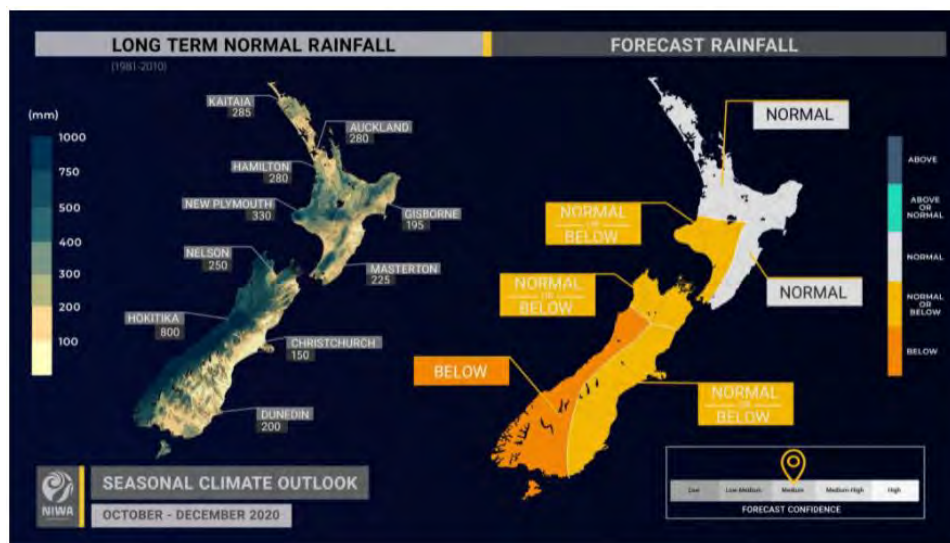 LONG TERM NORMAL RAINFALL
(1981-2010)
(mm)
1000
750
500
400
300
200
100
KAITAIA
285
AUCKLAND
280
HAMILTON
280
NEW PLYMOUTH
330
GISBORNE
195
NELSON
250
MASTERTON
225
HOKITIKA
800
CHRISTCHURCH
150
DUNEDIN
200
NIWA
SEASONAL CLIMATE OUTLOOK
OCTOBER - DECEMBER 2020
FORECAST RAINFALL
NORMAL
NORMAL
OR
BELOW
NORMAL
NORMAL
OR
BELOW
BELOW
NORMAL
OR
BELOW
ABOVE
ABOVE
OR
NORMAL
NORMAL
NORMAL
OR
BELOW
BELOW
Low
Low-Medium
Medium
Medium-High
High
FORECAST CONFIDENCE